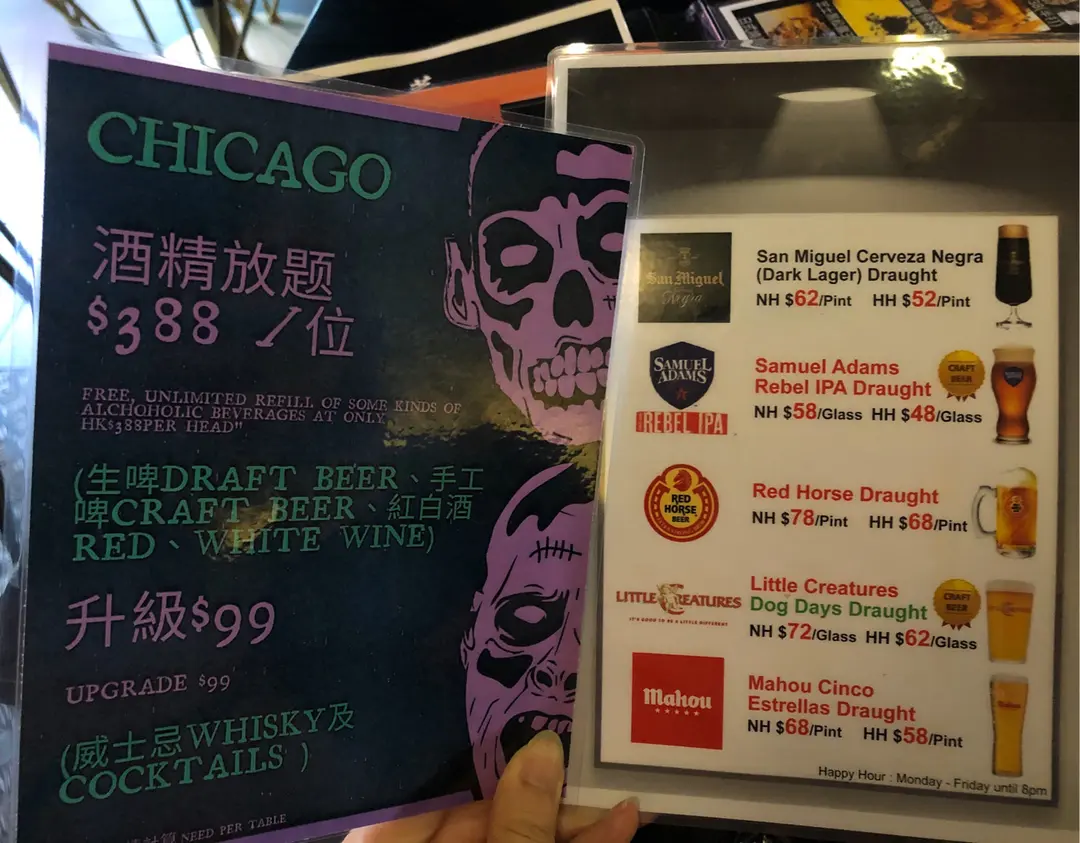 CHICAGO
酒精放题
$388 /位
FREE, UNLIMITED REFILL OF SOME KINDS OF
ALCHOHOLIC BEVERAGES AT ONLY
HK$388PER HEAD"
(生啤DRAFT BEER、手工
啤CRAFT BEER、紅白酒
RED、WHITE WINE)
升級$99
UPGRADE $99
(威士忌WHISKY及
COCKTAILS )
NEED PER TABLE
San Miguel
Negra
San Miguel Cerveza Negra
(Dark Lager) Draught
NH $62/Pint HH $52/Pint
SAMUEL
ADAMS
REBEL IPA
Samuel Adams
Rebel IPA Draught
NH $58/Glass HH $48/Glass
CRAFT
BEER
RED
HORSE
BEER
Red Horse Draught
NH $78/Pint HH $68/Pint
LITTLE CREATURES
IT'S GOOD TO BE A LITTLE DIFFERENT
Little Creatures
Dog Days Draught
NH $72/Glass HH $62/Glass
CRAFT
BEER
Mahou
Mahou Cinco
Estrellas Draught
NH $68/Pint HH $58/Pint
Happy Hour : Monday - Friday until 8pm